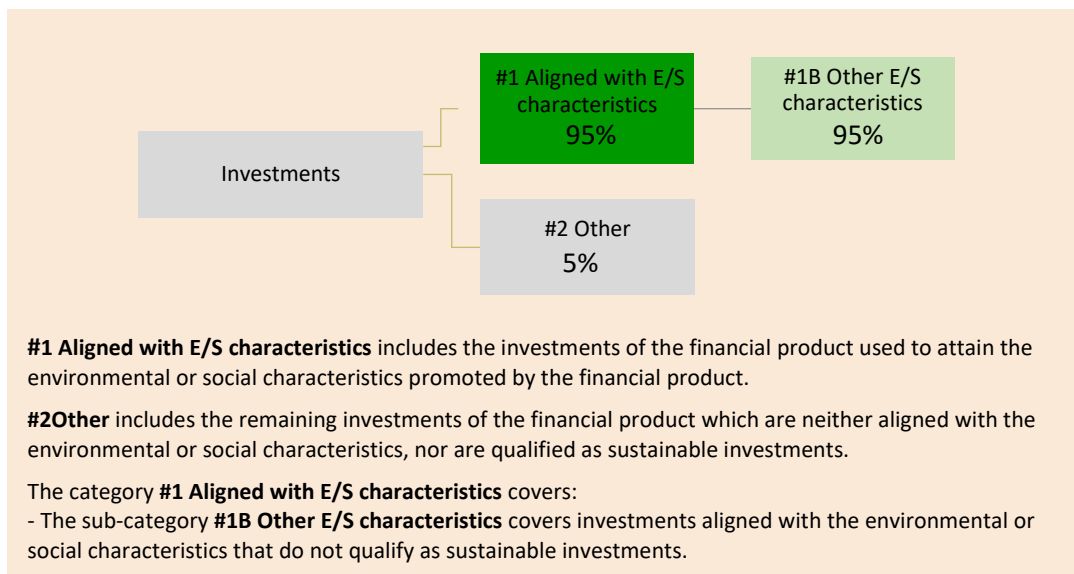 #1 Aligned with E/S
characteristics
95%
#1B Other E/S
characteristics
95%
Investments
#2 Other
5%
#1 Aligned with E/S characteristics includes the investments of the financial product used to attain the
environmental or social characteristics promoted by the financial product.
#2Other includes the remaining investments of the financial product which are neither aligned with the
environmental or social characteristics, nor are qualified as sustainable investments.
The category #1 Aligned with E/S characteristics covers:
- The sub-category #1B Other E/S characteristics covers investments aligned with the environmental or
social characteristics that do not qualify as sustainable investments.